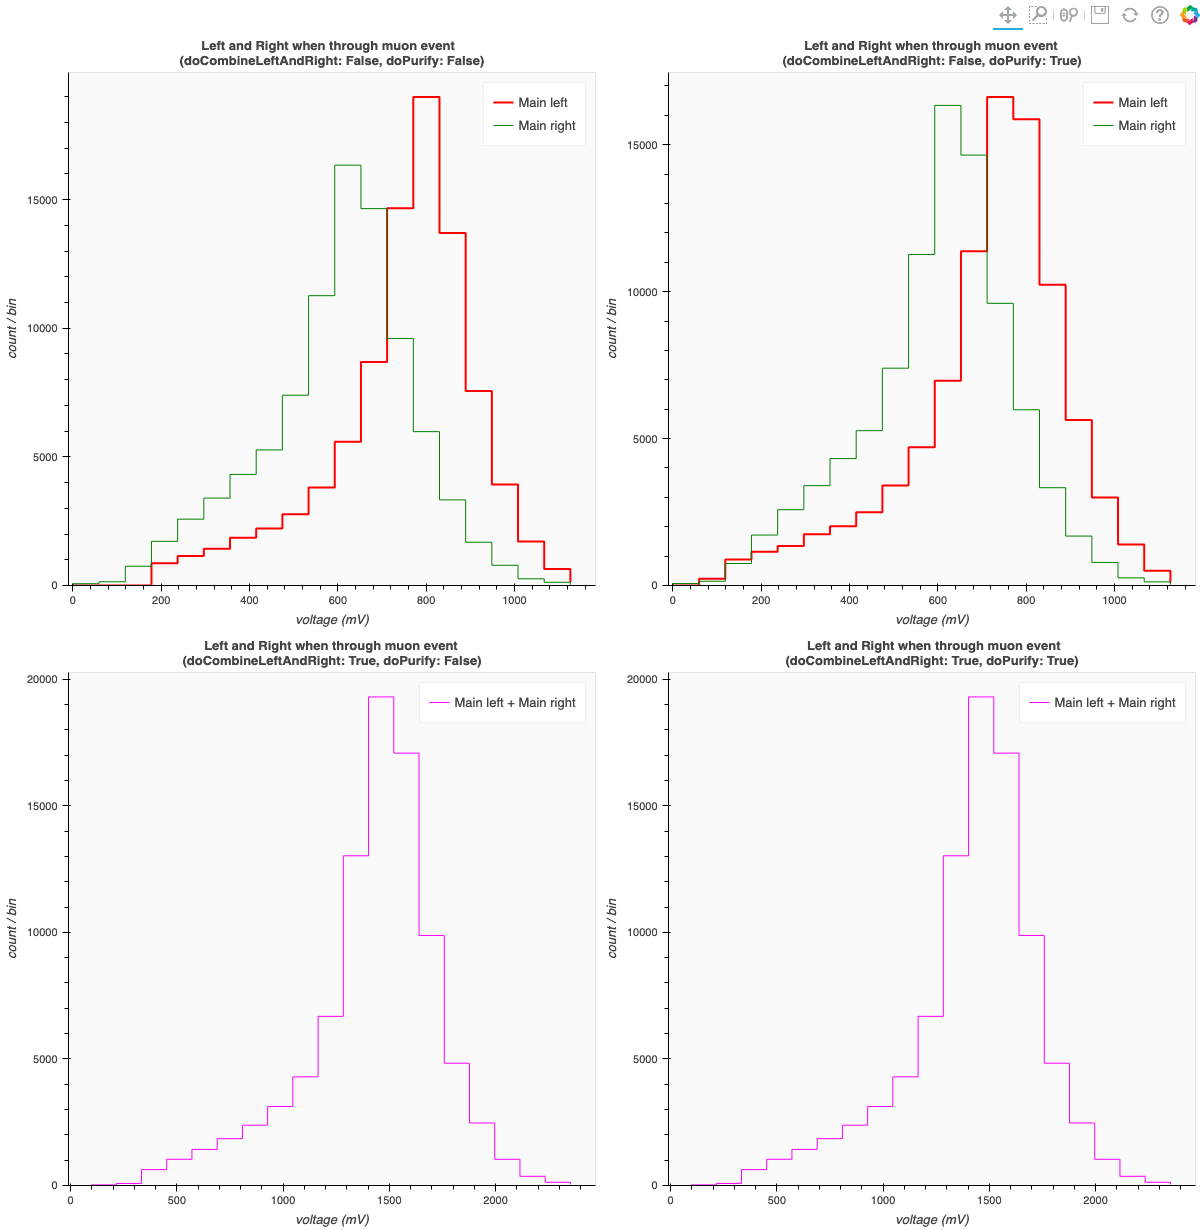 Left and Right when through muon event
(doCombineLeftAndRight: False, doPurify: False)
Main left
Main right
15000
10000
5000
0
count / bin
0 200 400 600 800 1000
voltage (mV)
Left and Right when through muon event
(doCombineLeftAndRight: False, doPurify: True)
Main left
Main right
15000
10000
5000
0
count / bin
0 200 400 600 800 1000
voltage (mV)
Left and Right when through muon event
(doCombineLeftAndRight: True, doPurify: False)
Main left + Main right
20000
15000
10000
5000
0
count / bin
0 500 1000 1500 2000
voltage (mV)
Left and Right when through muon event
(doCombineLeftAndRight: True, doPurify: True)
Main left + Main right
20000
15000
10000
5000
0
count / bin
0 500 1000 1500 2000
voltage (mV)